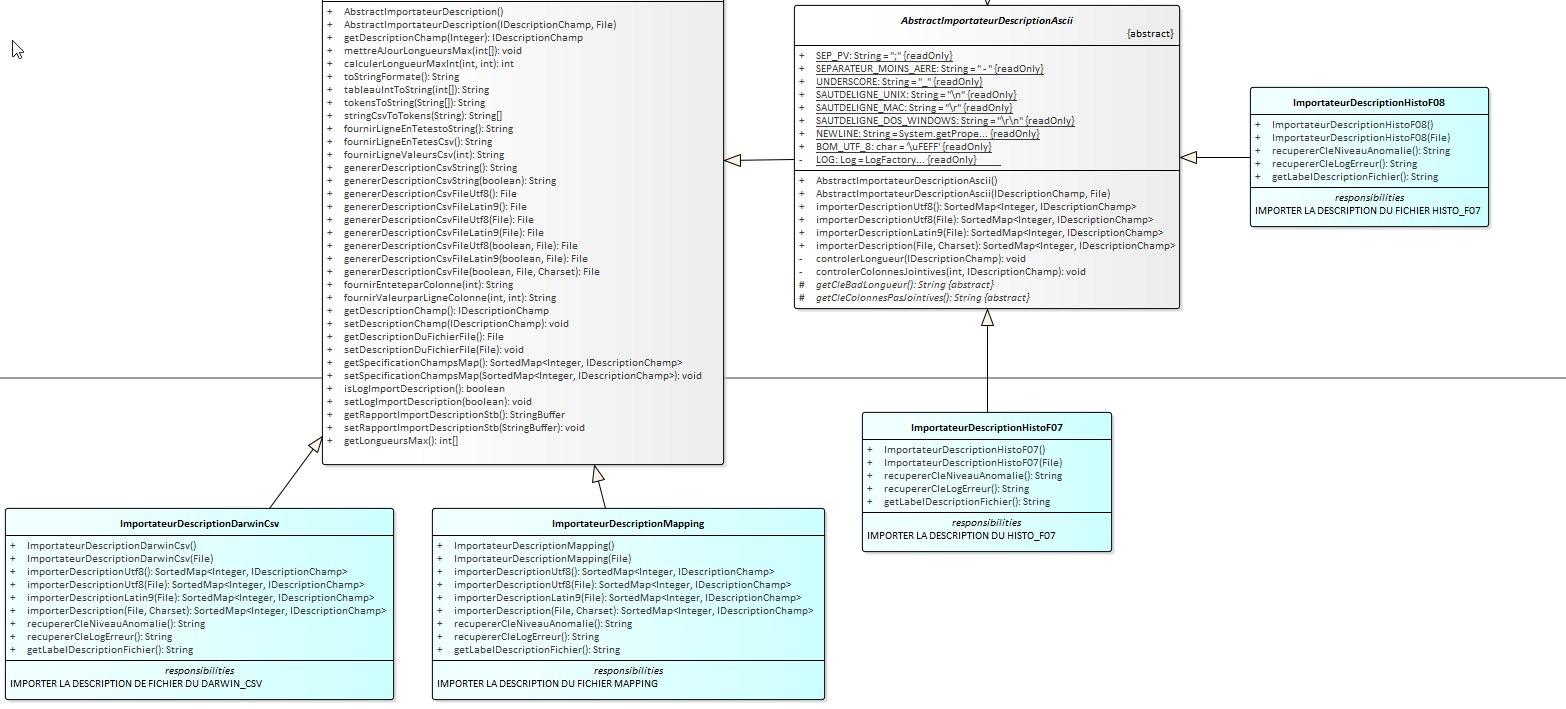 + AbstractImportateurDescription()
+ AbstractImportateurDescription(IDescriptionChamp, File)
+ getDescriptionChamp(Integer): IDescriptionChamp
+ mettreAJourLongueursMax(int[]): void
+ calculerLongueurMaxInt(int, int): int
+ toStringFormate(): String
+ tableauIntToString(int[]): String
+ tokensToString(String[]): String
+ stringCsvToTokens(String): String[]
+ fournirLigneEnTetestoString(): String
+ fournirLigneEnTetesCsv(): String
+ fournirLigneValeursCsv(int): String
+ genererDescriptionCsvString(): String
+ genererDescriptionCsvString(boolean): String
+ genererDescriptionCsvFileUtf8(): File
+ genererDescriptionCsvFileLatin9(): File
+ genererDescriptionCsvFileUtf8(File): File
+ genererDescriptionCsvFileLatin9(File): File
+ genererDescriptionCsvFileUtf8(boolean, File): File
+ genererDescriptionCsvFileLatin9(boolean, File): File
+ genererDescriptionCsvFile(boolean, File, Charset): File
+ fournirEnteteparColonne(int): String
+ fournirValeurparLigneColonne(int, int): String
+ getDescriptionChamp(): IDescriptionChamp
+ setDescriptionChamp(IDescriptionChamp): void
+ getDescriptionDuFichierFile(): File
+ setDescriptionDuFichierFile(File): void
+ getSpecificationChampsMap(): SortedMap<Integer, IDescriptionChamp>
+ setSpecificationChampsMap(SortedMap<Integer, IDescriptionChamp>): void
+ isLogImportDescription(): boolean
+ setLogImportDescription(boolean): void
+ getRapportImportDescriptionStb(): StringBuffer
+ setRapportImportDescriptionStb(StringBuffer): void
+ getLongueursMax(): int[]
AbstractImportateurDescriptionAscii
{abstract}
+ SEP_PV: String = ";" {readOnly}
+ SEPARATEUR_MOINS_AERE: String = " - " {readOnly}
+ UNDERSCORE: String = "_" {readOnly}
+ SAUTDELIGNE_UNIX: String = "\n" {readOnly}
+ SAUTDELIGNE_MAC: String = "\r" {readOnly}
+ SAUTDELIGNE_DOS_WINDOWS: String = "\r\n" {readOnly}
+ NEWLINE: String = System.getPrope... {readOnly}
+ BOM_UTF_8: char = '\uFEFF' {readOnly}
- LOG: Log = LogFactory... {readOnly}
+ AbstractImportateurDescriptionAscii()
+ AbstractImportateurDescriptionAscii(IDescriptionChamp, File)
+ importerDescriptionUtf8(): SortedMap<Integer, IDescriptionChamp>
+ importerDescriptionUtf8(File): SortedMap<Integer, IDescriptionChamp>
+ importerDescriptionLatin9(File): SortedMap<Integer, IDescriptionChamp>
+ importerDescription(File, Charset): SortedMap<Integer, IDescriptionChamp>
- controlerLongueur(IDescriptionChamp): void
- controlerColonnesJointives(int, IDescriptionChamp): void
# getCleBadLongueur(): String {abstract}
# getCleColonnesPasJointives(): String {abstract}
ImportateurDescriptionHistoF08
+ ImportateurDescriptionHistoF08()
+ ImportateurDescriptionHistoF08(File)
+ recupererCleNiveauAnomalie(): String
+ recupererCleLogErreur(): String
+ getLabelDescriptionFichier(): String
responsibilities
IMPORTER LA DESCRIPTION DU FICHIER HISTO_F07
ImportateurDescriptionHistoF07
+ ImportateurDescriptionHistoF07()
+ ImportateurDescriptionHistoF07(File)
+ recupererCleNiveauAnomalie(): String
+ recupererCleLogErreur(): String
+ getLabelDescriptionFichier(): String
responsibilities
IMPORTER LA DESCRIPTION DU HISTO_F07
ImportateurDescriptionDarwinCsv
+ ImportateurDescriptionDarwinCsv()
+ ImportateurDescriptionDarwinCsv(File)
+ importerDescriptionUtf8(): SortedMap<Integer, IDescriptionChamp>
+ importerDescriptionUtf8(File): SortedMap<Integer, IDescriptionChamp>
+ importerDescriptionLatin9(File): SortedMap<Integer, IDescriptionChamp>
+ importerDescription(File, Charset): SortedMap<Integer, IDescriptionChamp>
+ recupererCleNiveauAnomalie(): String
+ recupererCleLogErreur(): String
+ getLabelDescriptionFichier(): String
responsibilities
IMPORTER LA DESCRIPTION DE FICHIER DU DARWIN_CSV
ImportateurDescriptionMapping
+ ImportateurDescriptionMapping()
+ ImportateurDescriptionMapping(File)
+ importerDescriptionUtf8(): SortedMap<Integer, IDescriptionChamp>
+ importerDescriptionUtf8(File): SortedMap<Integer, IDescriptionChamp>
+ importerDescriptionLatin9(File): SortedMap<Integer, IDescriptionChamp>
+ importerDescription(File, Charset): SortedMap<Integer, IDescriptionChamp>
+ recupererCleNiveauAnomalie(): String
+ recupererCleLogErreur(): String
+ getLabelDescriptionFichier(): String
responsibilities
IMPORTER LA DESCRIPTION DU FICHIER MAPPING